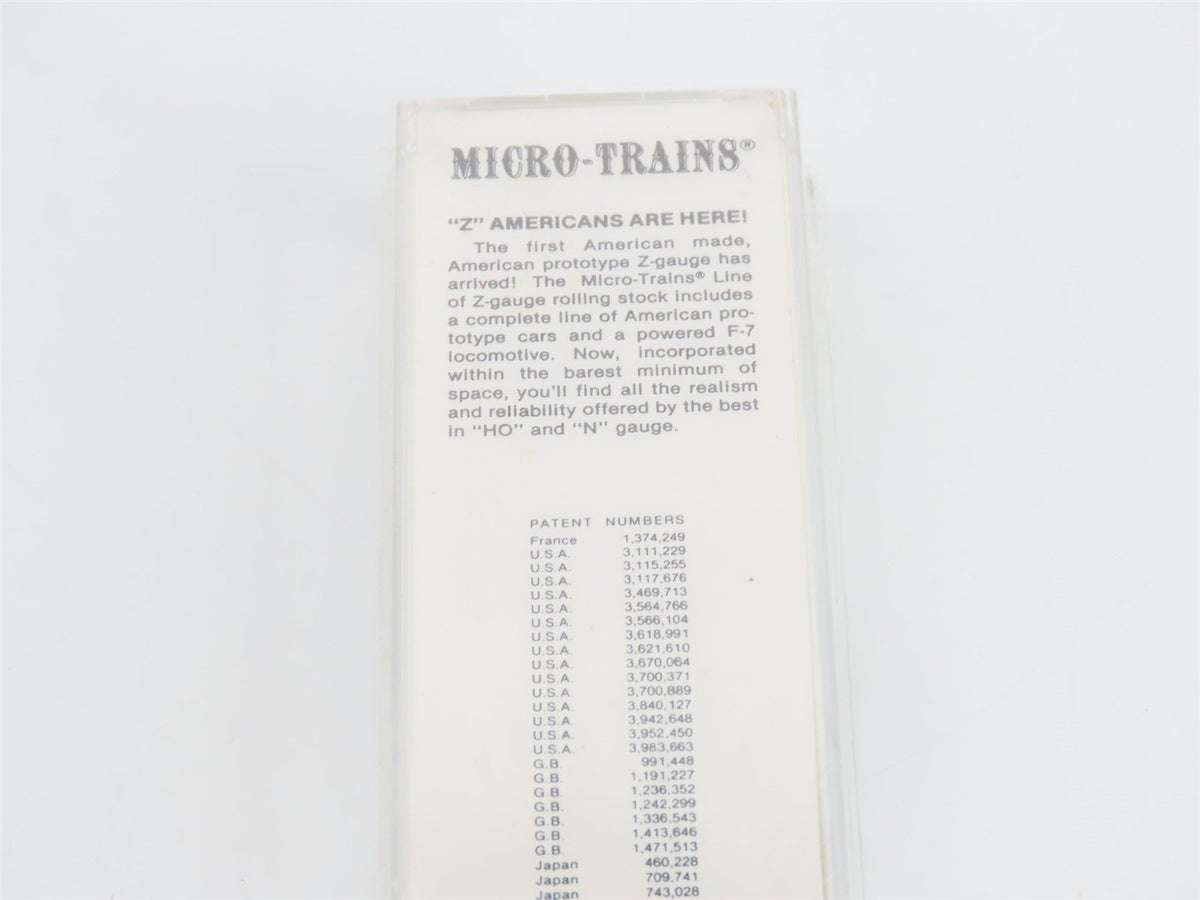 MICRO-TRAINS®
“Z” AMERICANS ARE HERE!
The first American made,
American prototype Z-gauge has
arrived! The Micro-Trains® Line
of Z-gauge rolling stock includes
a complete line of American pro-
totype cars and a powered F-7
locomotive. Now, incorporated
within the barest minimum of
space, you’ll find all the realism
and reliability offered by the best
in “HO” and “N” gauge.
PATENT NUMBERS
France 1,374,249
U.S.A. 3,111,229
U.S.A. 3,115,255
U.S.A. 3,117,676
U.S.A. 3,469,713
U.S.A. 3,564,766
U.S.A. 3,566,104
U.S.A. 3,618,991
U.S.A. 3,621,610
U.S.A. 3,670,064
U.S.A. 3,700,371
U.S.A. 3,700,889
U.S.A. 3,840,127
U.S.A. 3,942,648
U.S.A. 3,952,450
U.S.A. 3,983,663
G.B. 991,448
G.B. 1,191,227
G.B. 1,236,352
G.B. 1,242,299
G.B. 1,336,543
G.B. 1,413,646
G.B. 1,471,513
Japan 460,228
Japan 709,741
Japan 743,028